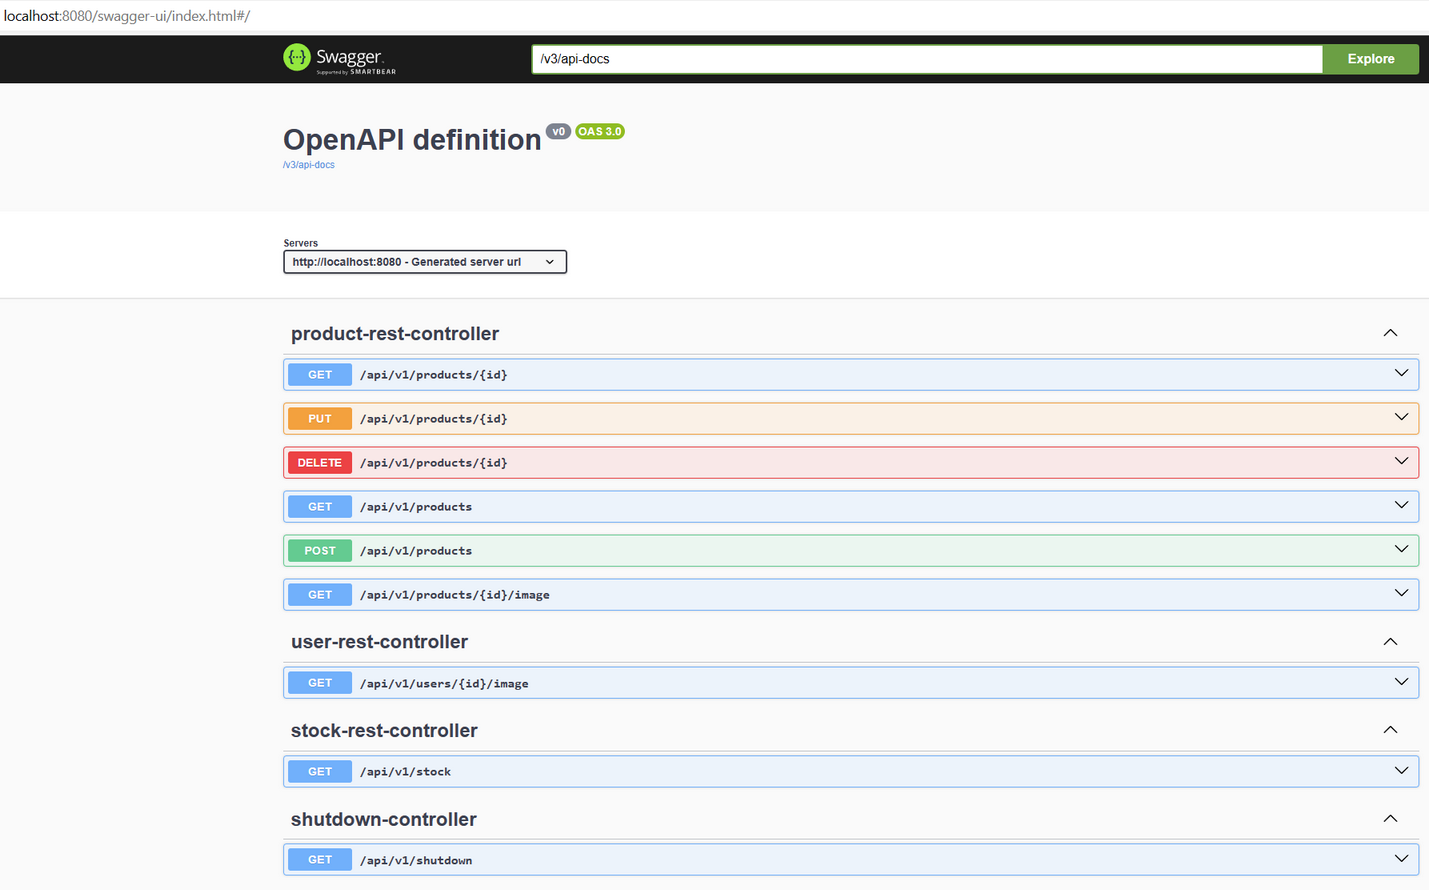 localhost:8080/swagger-ui/index.html#/
{··}
Swagger.
Supported by SMARTBEAR
/v3/api-docs
Explore
OpenAPI definition v0 OAS 3.0
/v3/api-docs
Servers
http://localhost:8080 - Generated server url
product-rest-controller
GET /api/v1/products/{id}
PUT /api/v1/products/{id}
DELETE /api/v1/products/{id}
GET /api/v1/products
POST /api/v1/products
GET /api/v1/products/{id}/image
user-rest-controller
GET /api/v1/users/{id}/image
stock-rest-controller
GET /api/v1/stock
shutdown-controller
GET /api/v1/shutdown